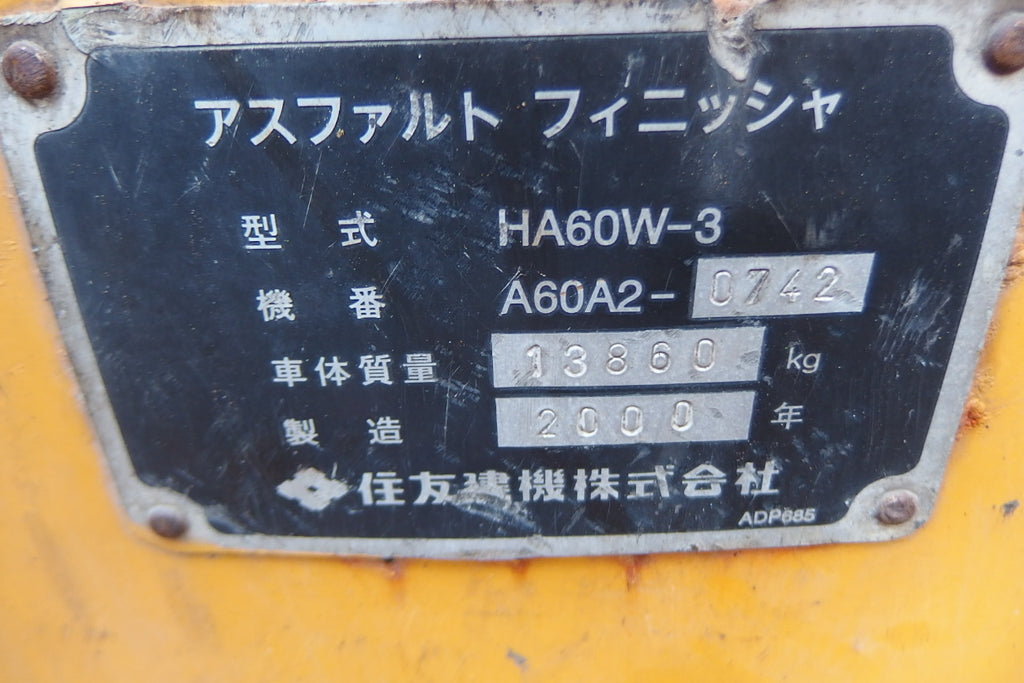 アスファルト フィニッシャ
型式 HA60W-3
機番 A60A2-0742
車体質量 13860 kg
製造 2000 年
住友建機株式会社
ADP685